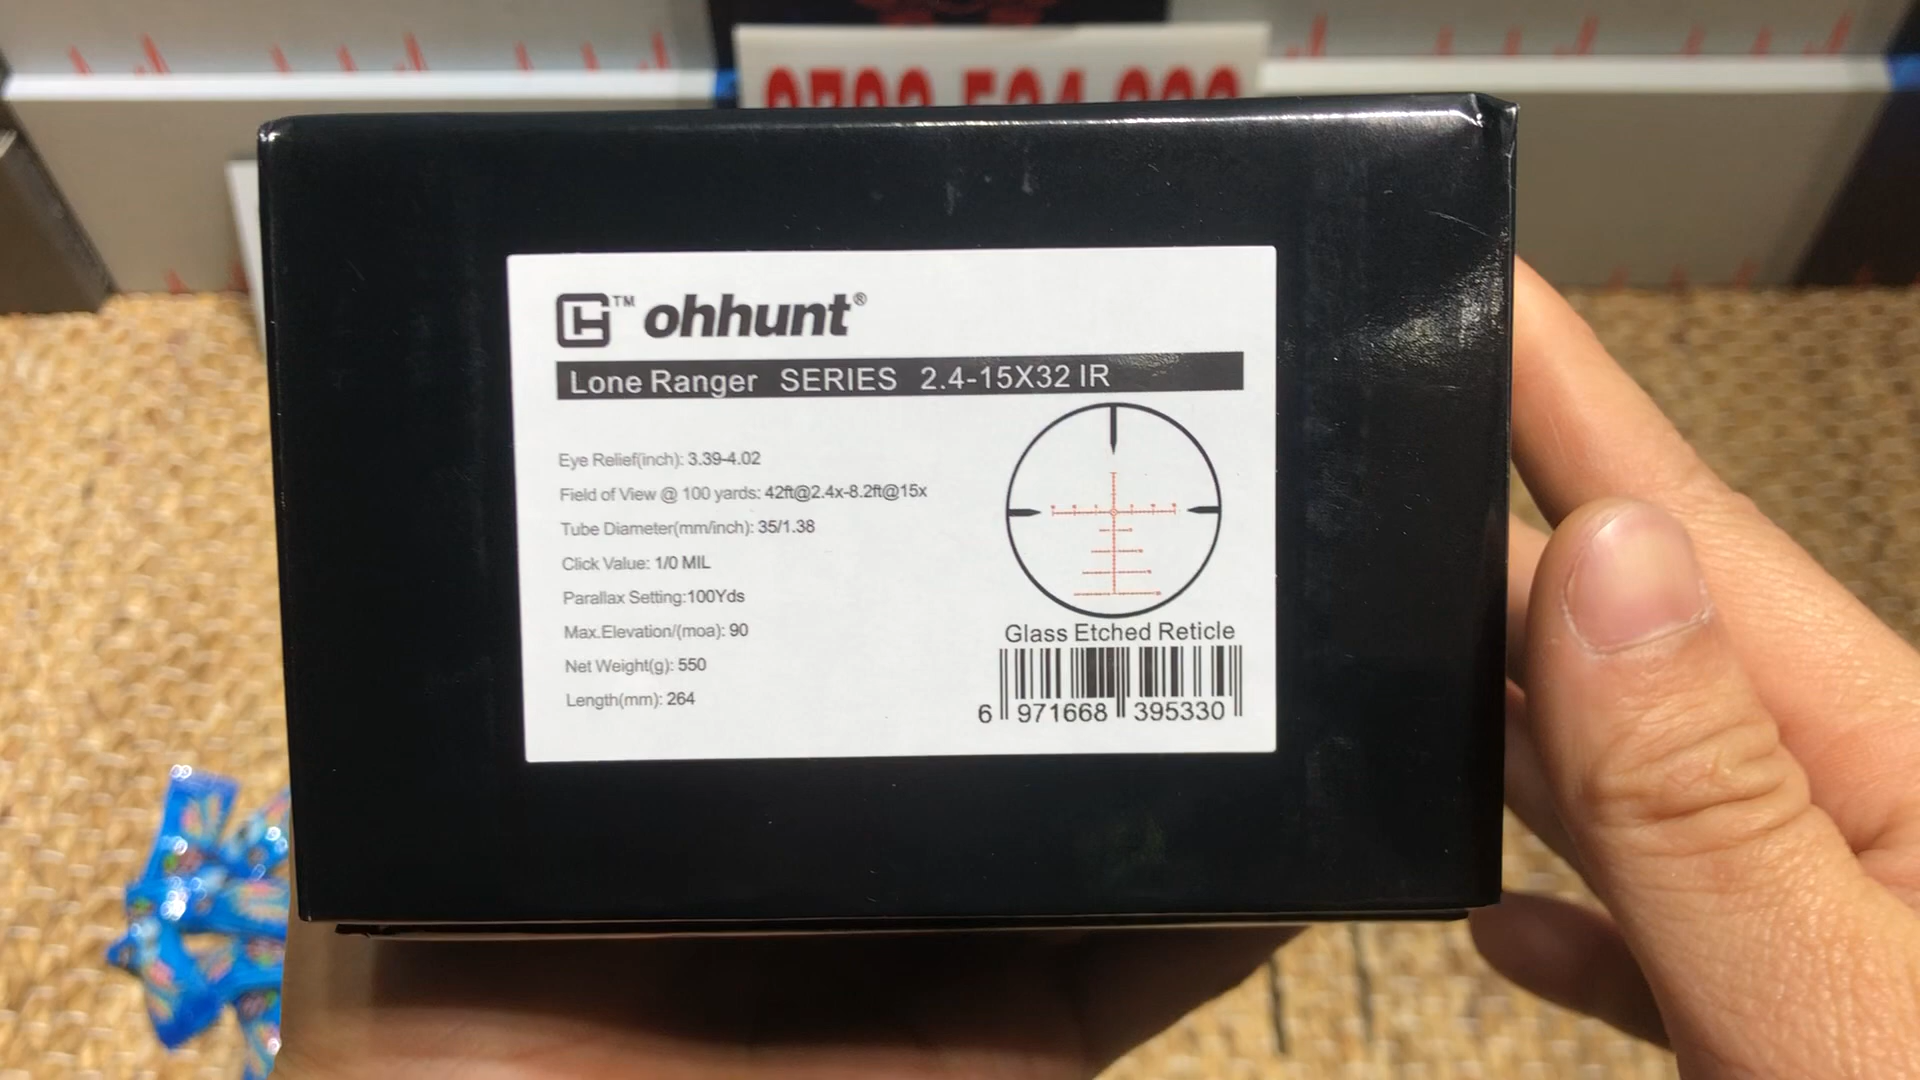 ™ ohhunt®
Lone Ranger SERIES 2.4-15X32 IR
Eye Relief(inch): 3.39-4.02
Field of View @ 100 yards: 42ft@2.4x-8.2ft@15x
Tube Diameter(mm/inch): 35/1.38
Click Value: 1/0 MIL
Parallax Setting:100Yds
Max.Elevation/(moa): 90
Net Weight(g): 550
Length(mm): 264
Glass Etched Reticle
6 971668 395330